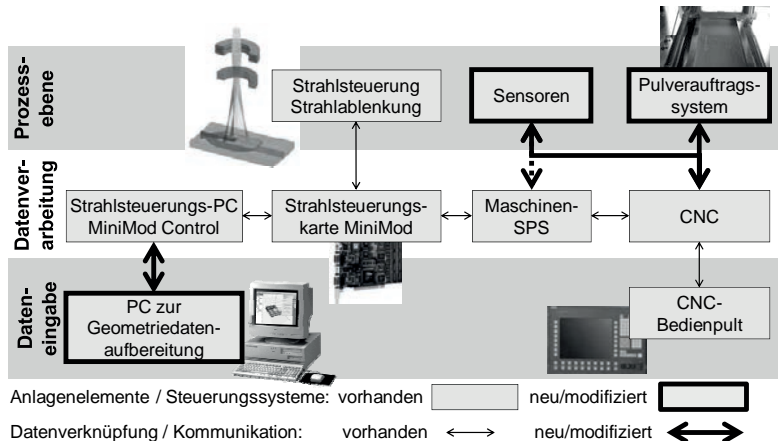 Prozess-
ebene
Strahlsteuerung
Strahlablenkung
Sensoren
Pulverauftrags-
system
Datenver-
arbeitung
Strahlsteuerungs-PC
MiniMod Control
Strahlsteuerungs-
karte MiniMod
Maschinen-
SPS
CNC
Daten-
eingabe
PC zur
Geometriedaten-
aufbereitung
CNC-
Bedienpult
Anlagenelemente / Steuerungssysteme: vorhanden neu/modifiziert
Datenverknüpfung / Kommunikation: vorhanden neu/modifiziert